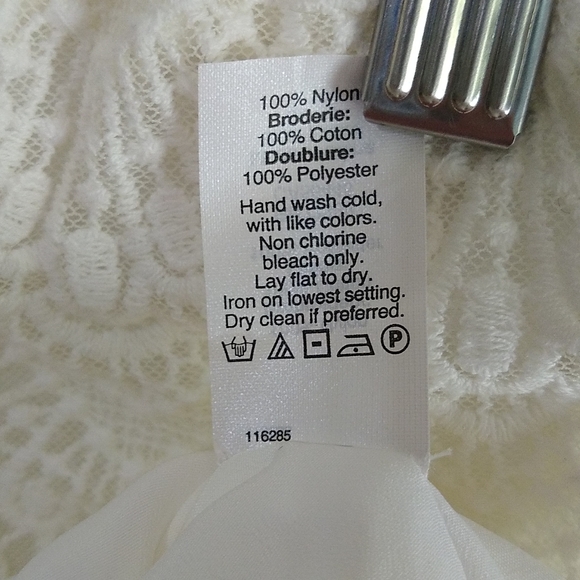 100% Nylon
Broderie:
100% Coton
Doublure:
100% Polyester
Hand wash cold,
with like colors.
Non chlorine
bleach only.
Lay flat to dry.
Iron on lowest setting.
Dry clean if preferred.
P
116285